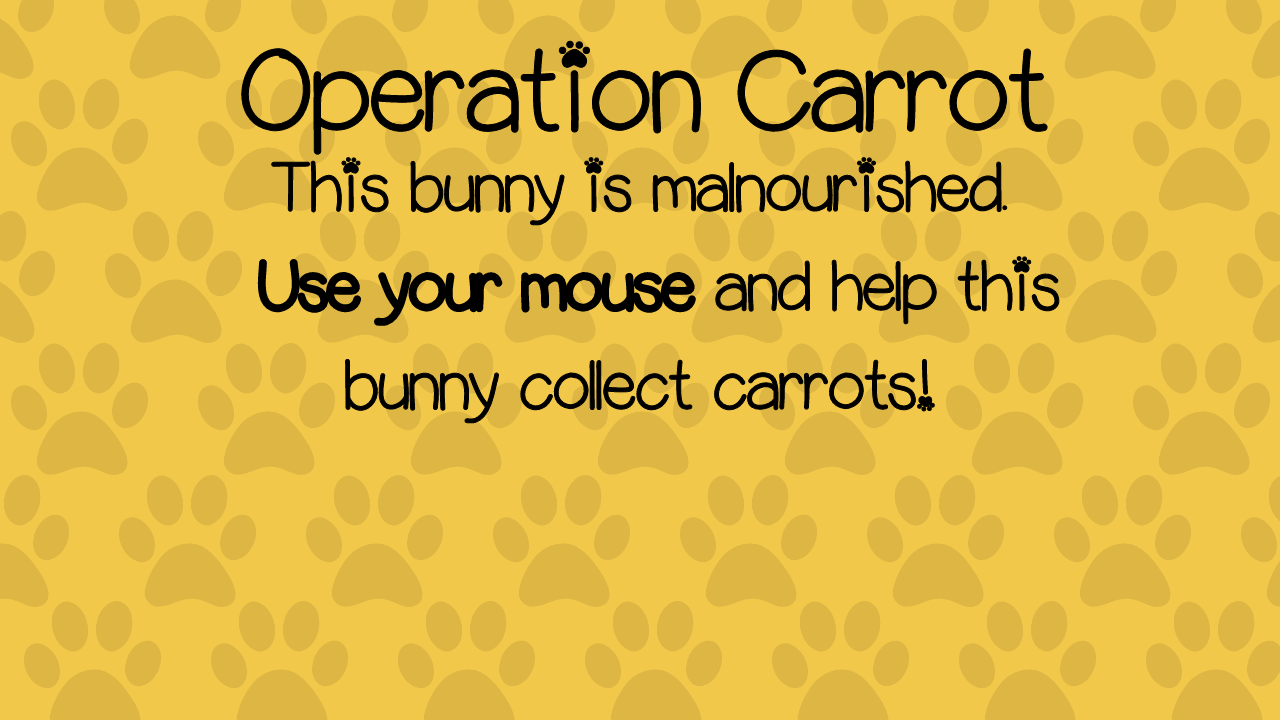 Operation Carrot
This bunny is malnourished.
Use your mouse and help this
bunny collect carrots!